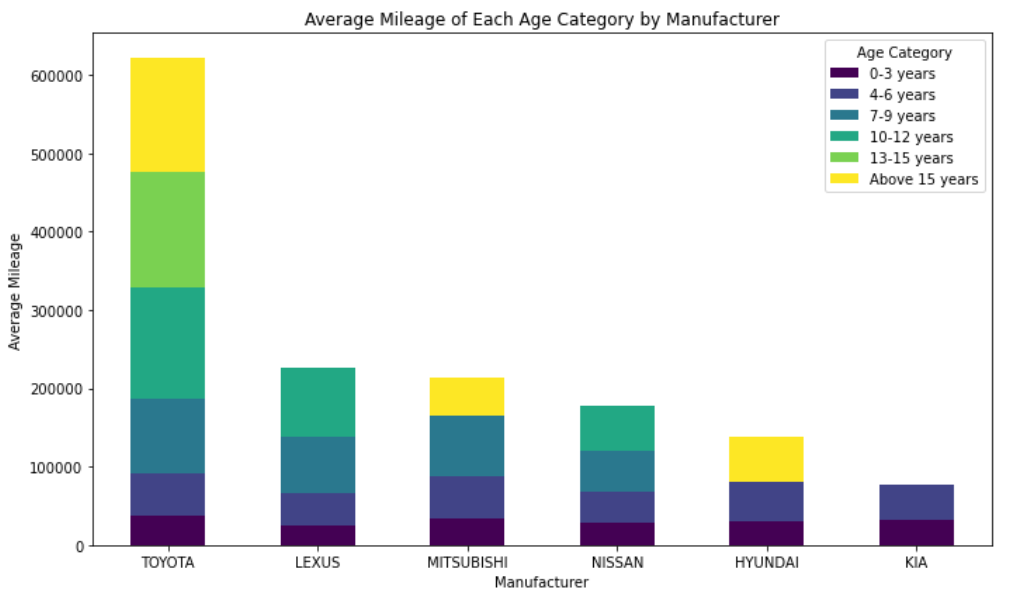 Average Mileage of Each Age Category by Manufacturer
Age Category
0-3 years
4-6 years
7-9 years
10-12 years
13-15 years
Above 15 years
Average Mileage
600000
500000
400000
300000
200000
100000
0
TOYOTA LEXUS MITSUBISHI NISSAN HYUNDAI KIA
Manufacturer